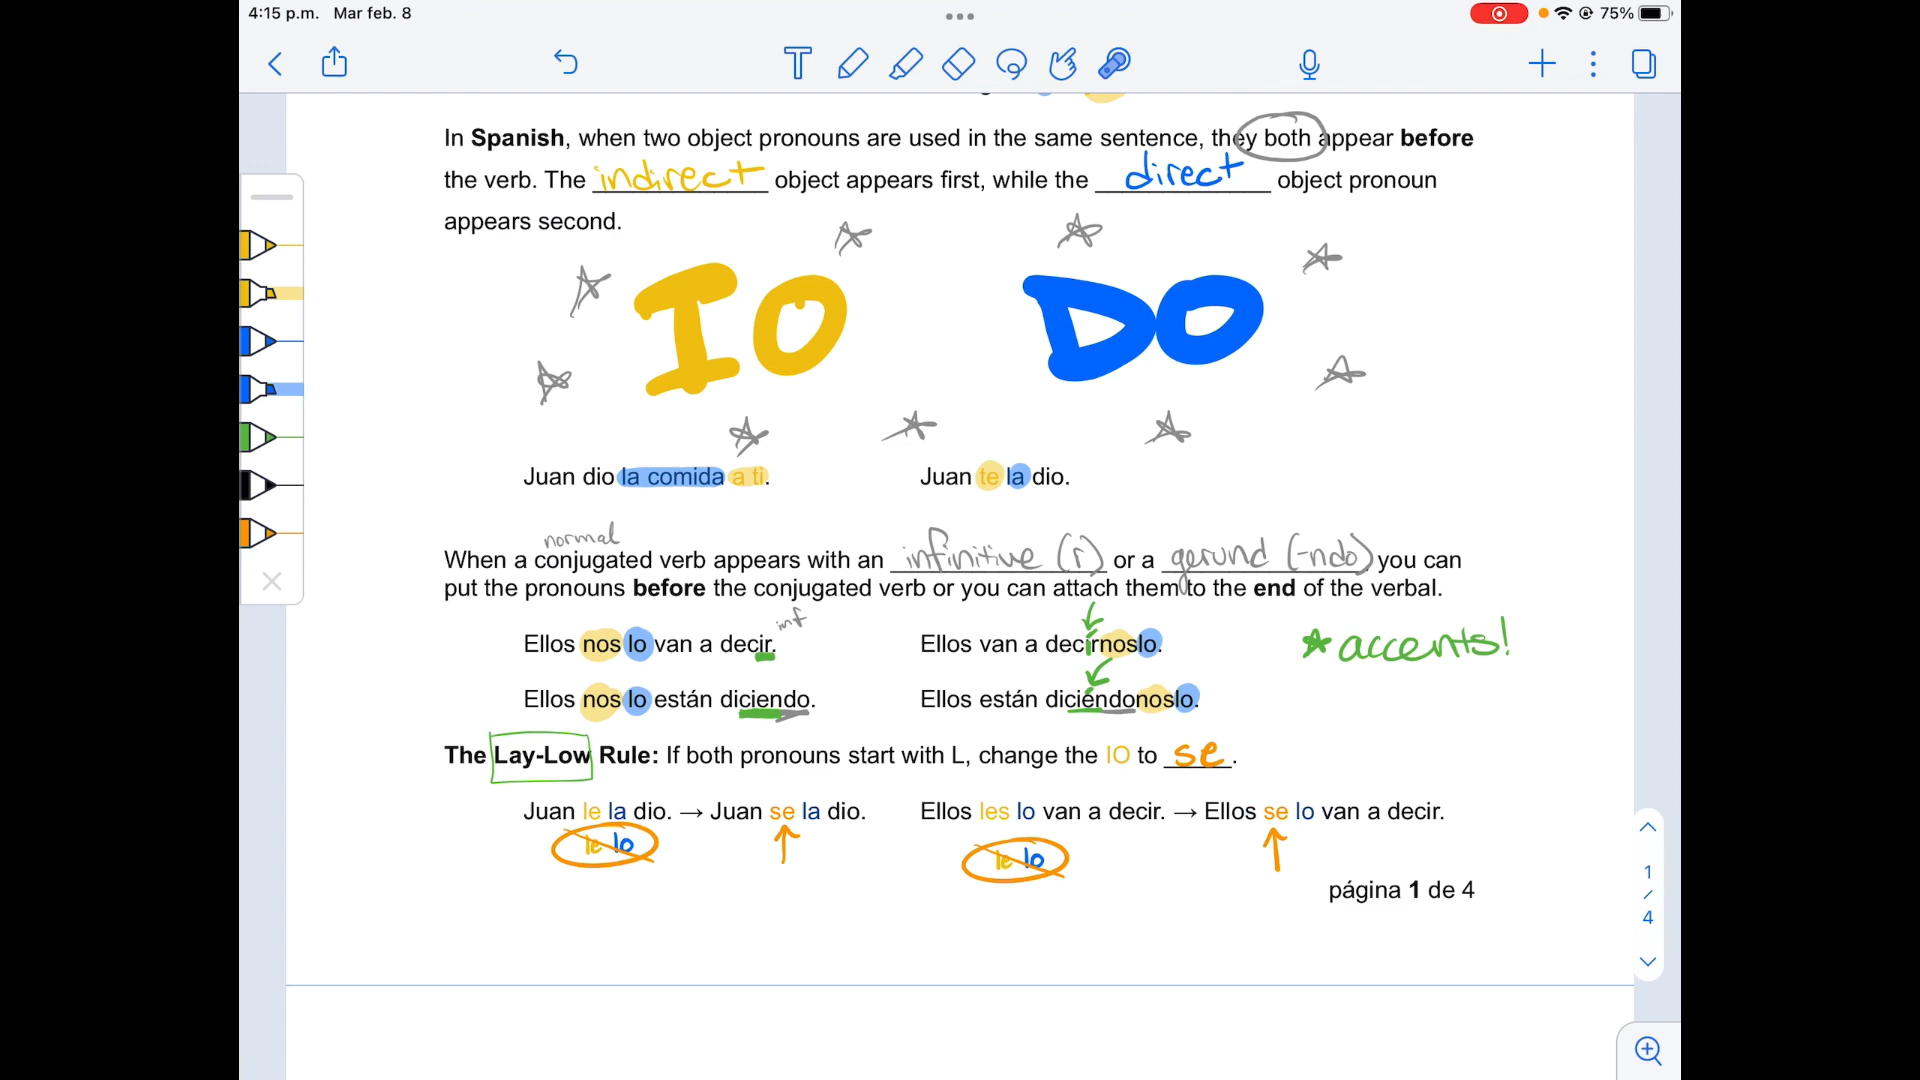 4:15 p.m. Mar feb. 8
75%
In Spanish, when two object pronouns are used in the same sentence, they both appear before
the verb. The indirect object appears first, while the direct object pronoun
appears second.
IO DO
Juan dio la comida a ti. Juan te la dio.
normal
When a conjugated verb appears with an infinitive (r) or a gerund (-ndo) you can
put the pronouns before the conjugated verb or you can attach them to the end of the verbal.
inf
Ellos nos lo van a decir. Ellos van a decírnoslo. *accents!
Ellos nos lo están diciendo. Ellos están diciéndonoslo.
The Lay-Low Rule: If both pronouns start with L, change the IO to se.
Juan le la dio. → Juan se la dio. Ellos les lo van a decir. → Ellos se lo van a decir.
le lo le lo
página 1 de 4
1
/
4